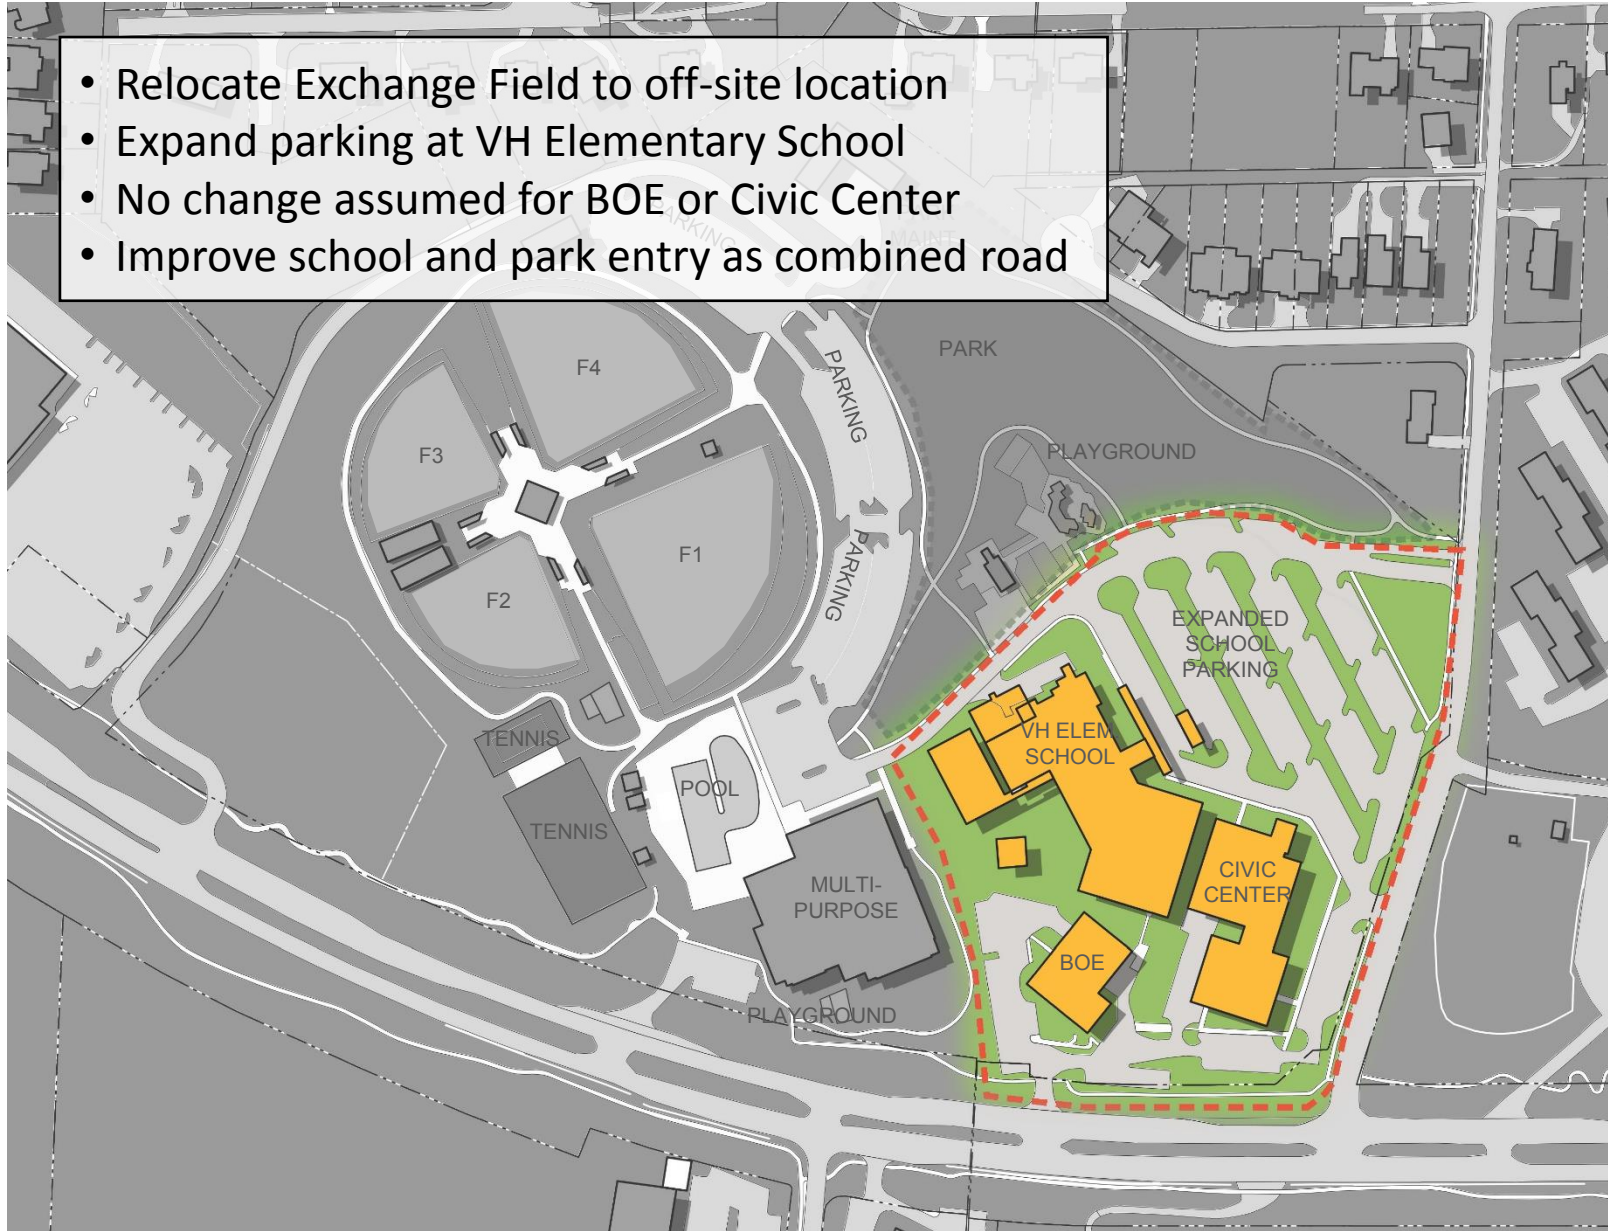 • Relocate Exchange Field to off-site location
• Expand parking at VH Elementary School
• No change assumed for BOE or Civic Center
• Improve school and park entry as combined road
PARKING
MAINT
PARK
F4
PARKING
F3
PLAYGROUND
F1
PARKING
F2
EXPANDED
SCHOOL
PARKING
TENNIS
VH ELEM.
SCHOOL
POOL
TENNIS
MULTI-
PURPOSE
CIVIC
CENTER
BOE
PLAYGROUND